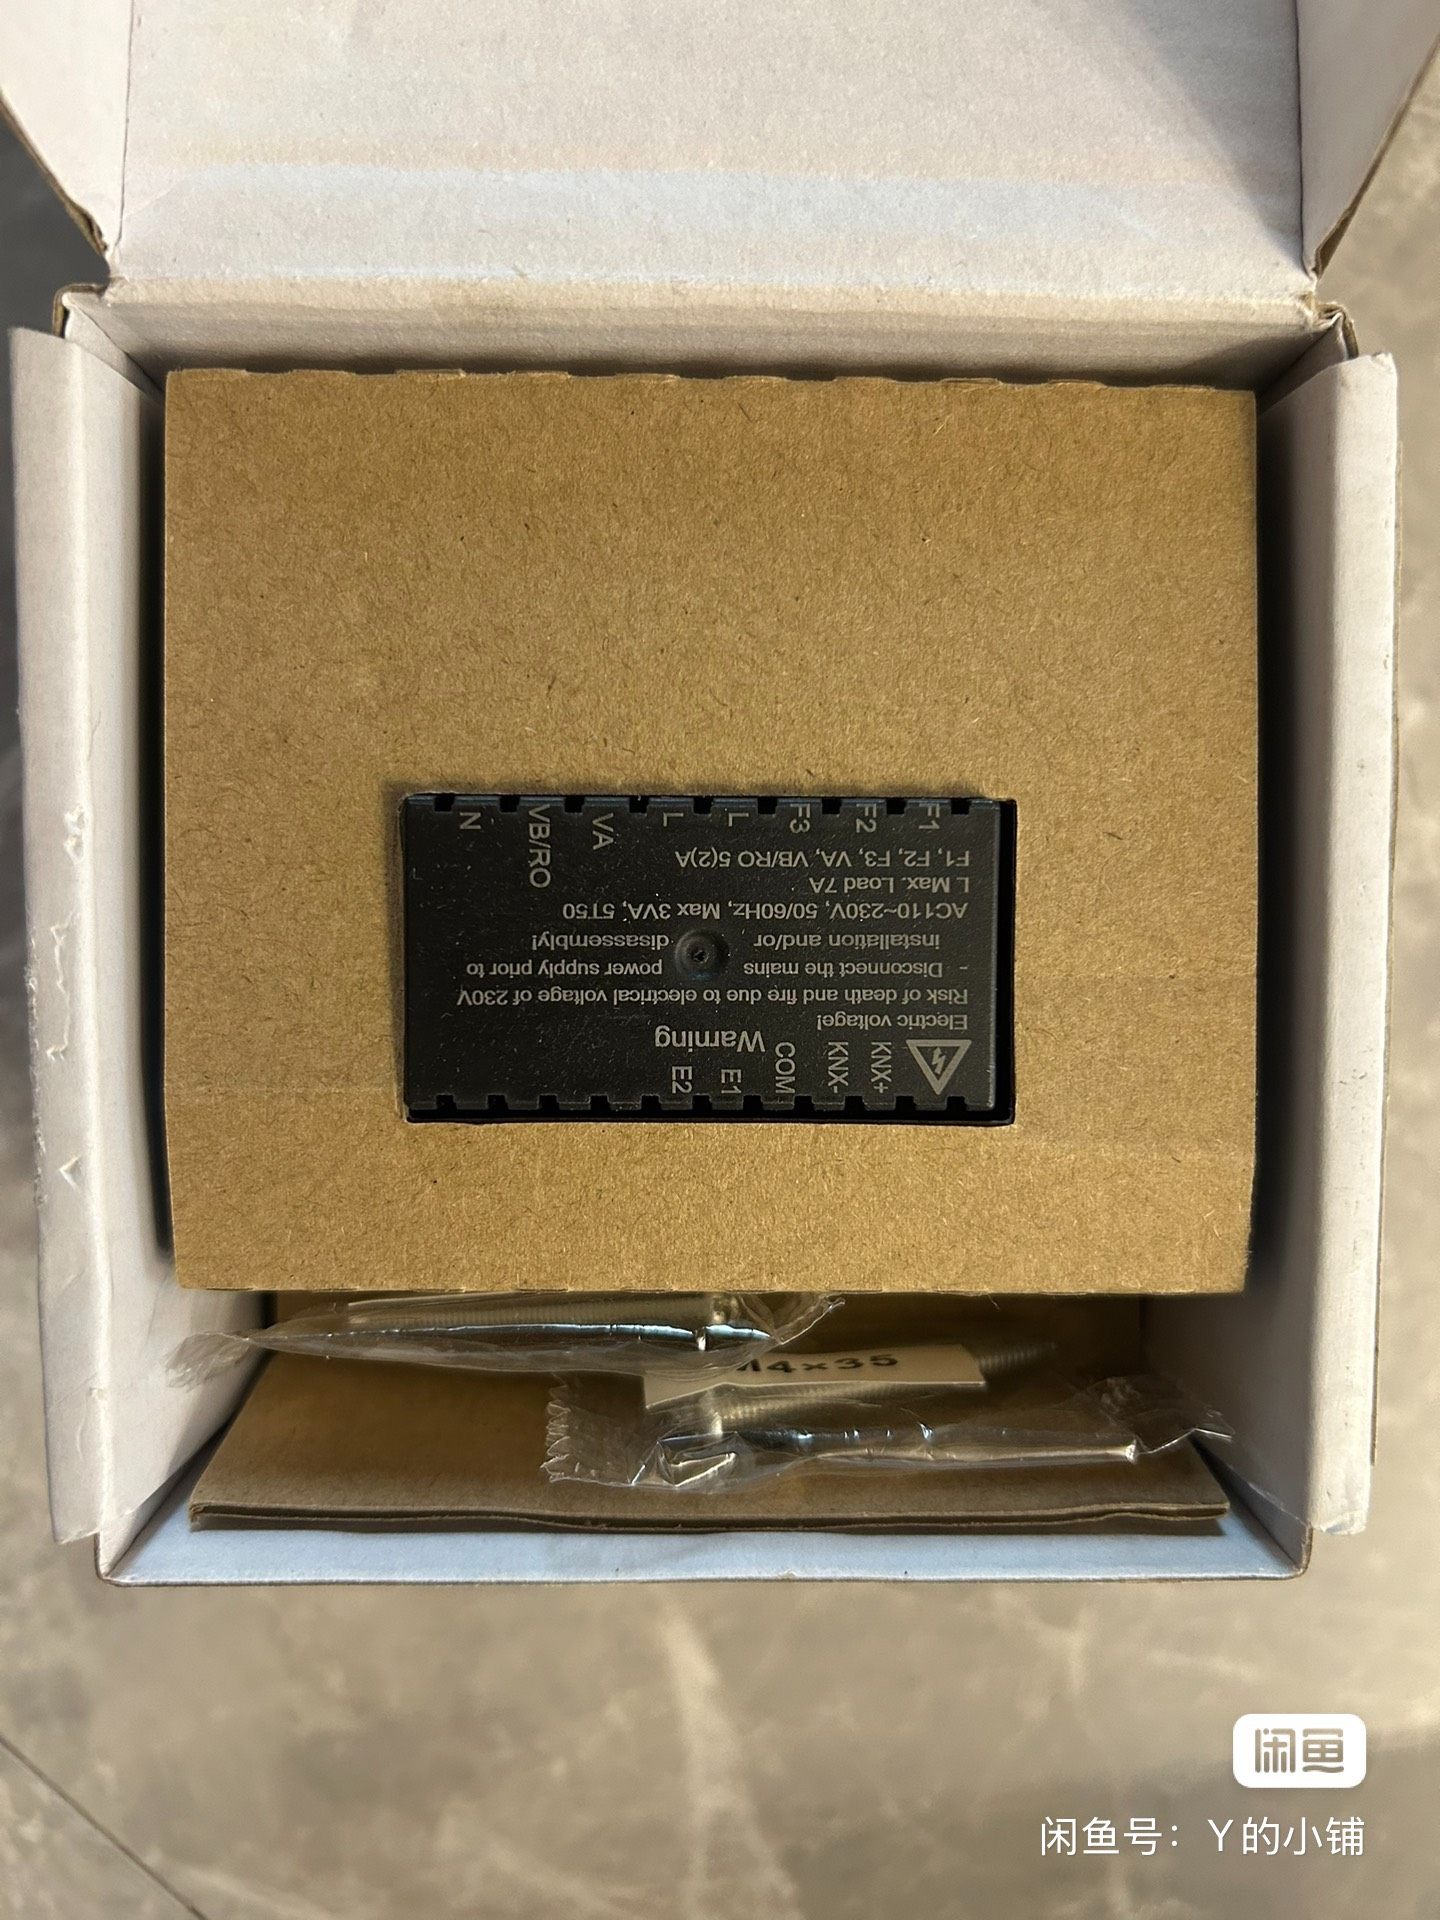 Warning
Electric voltage!
Risk of death and fire due to electrical voltage of 230V
- Disconnect the mains power supply prior to
installation and/or disassembly!
AC110~230V, 50/60Hz, Max 3VA, 5T50
L Max. Load 7A
F1, F2, F3, VA, VB/RO 5(2)A
KNX+
KNX-
COM
E1
E2
F1
F2
F3
L
L
VA
VB/RO
N
M4×35
闲鱼
闲鱼号：Y的小铺